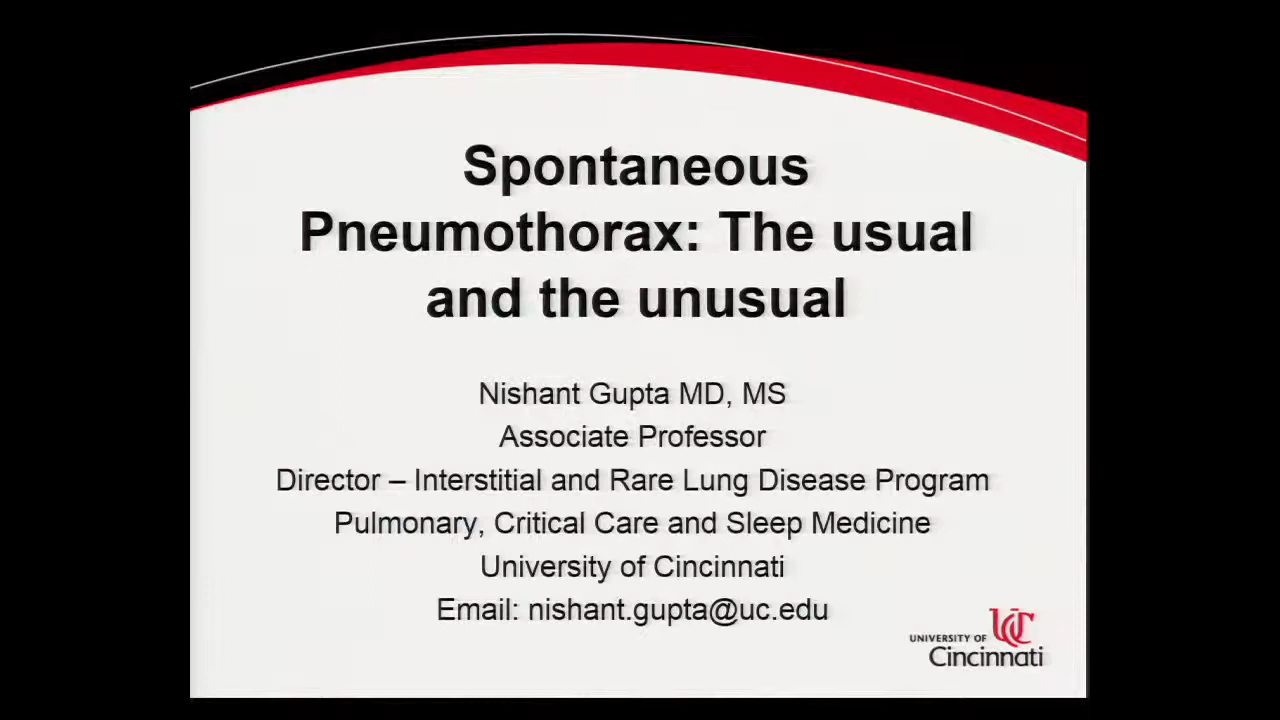 Spontaneous
Pneumothorax: The usual
and the unusual
Nishant Gupta MD, MS
Associate Professor
Director – Interstitial and Rare Lung Disease Program
Pulmonary, Critical Care and Sleep Medicine
University of Cincinnati
Email: nishant.gupta@uc.edu
UC
UNIVERSITY OF
Cincinnati